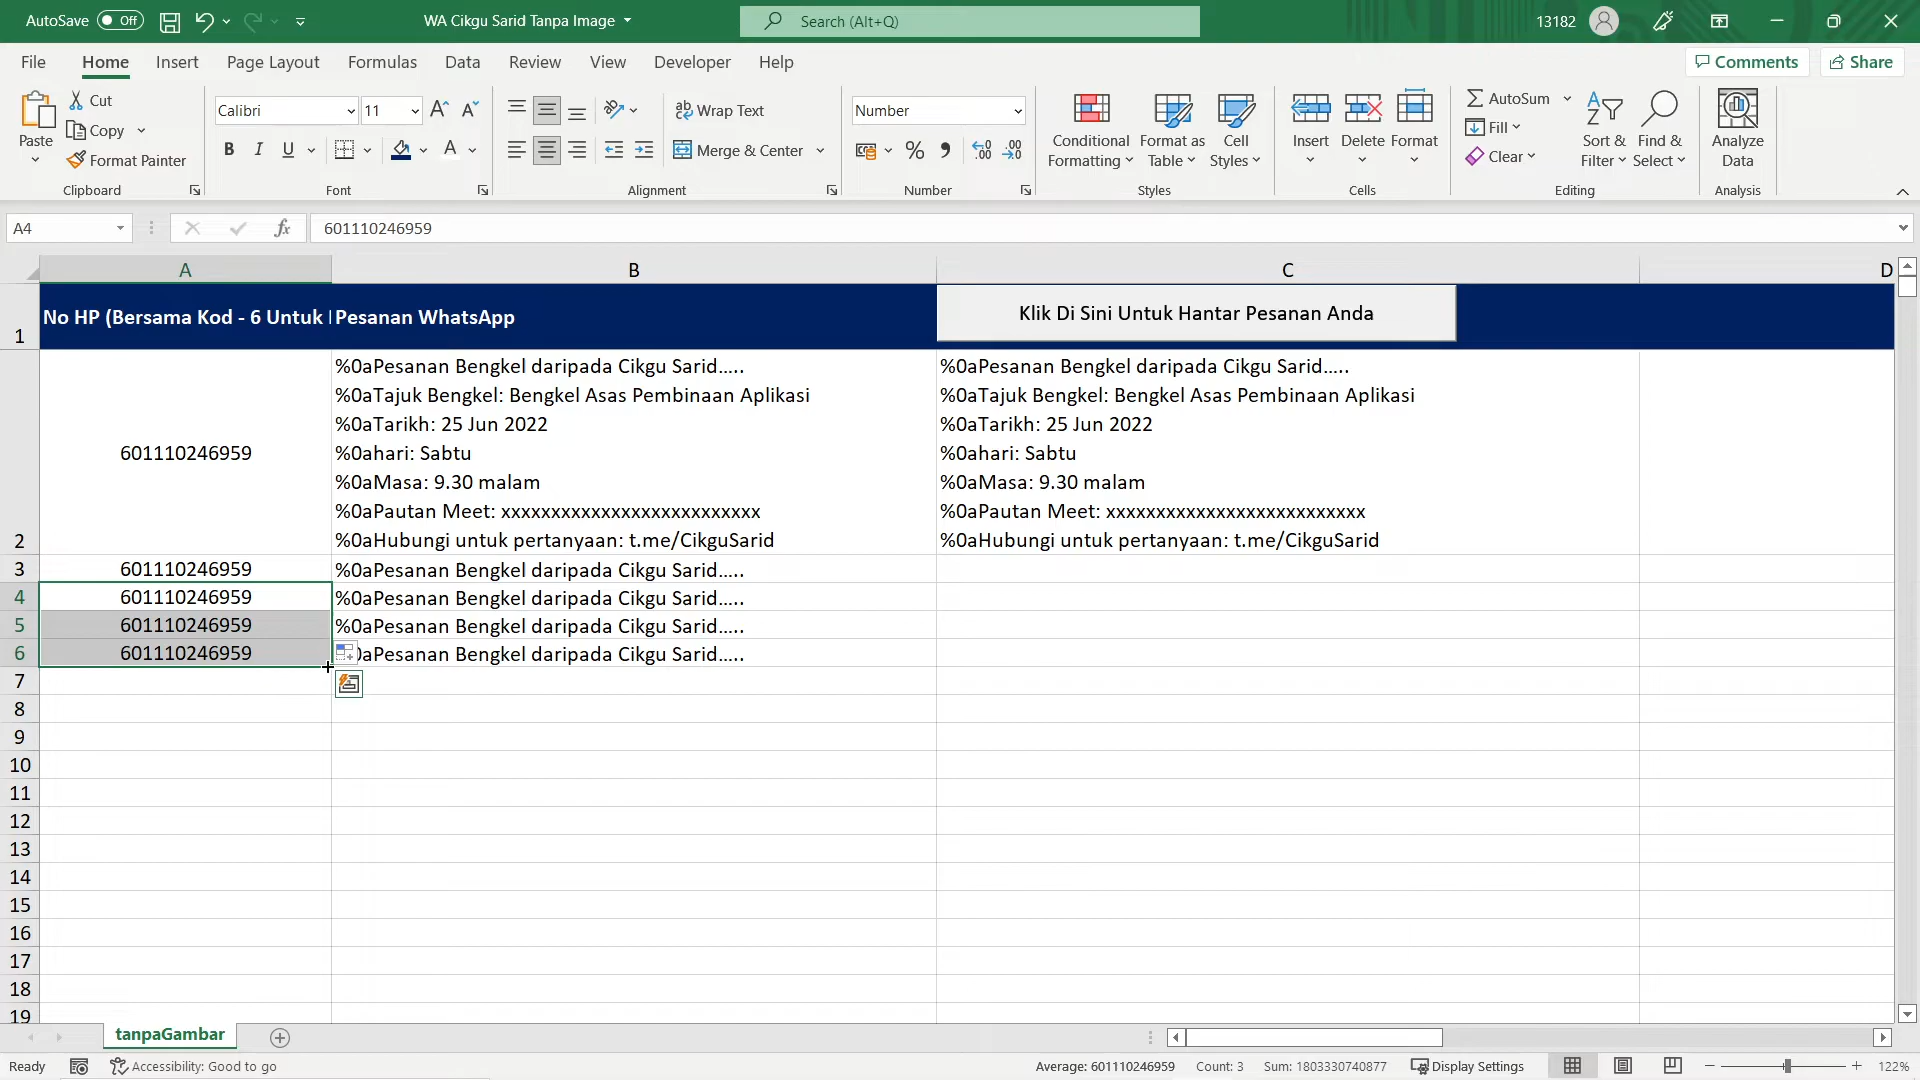 AutoSave Off
WA Cikgu Sarid Tanpa Image
Search (Alt+Q)
13182
File Home Insert Page Layout Formulas Data Review View Developer Help
Comments Share
Paste
Cut
Copy
Format Painter
Clipboard
Calibri 11
B I U A
Font
Wrap Text
Merge & Center
Alignment
Number
%
Number
Conditional Formatting
Format as Table
Cell Styles
Styles
Insert Delete Format
Cells
AutoSum
Fill
Clear
Sort & Filter
Find & Select
Editing
Analyze Data
Analysis
A4
fx
601110246959
A B C D
1 No HP (Bersama Kod - 6 Untuk Pesanan WhatsApp
Klik Di Sini Untuk Hantar Pesanan Anda
%0aPesanan Bengkel daripada Cikgu Sarid.....
%0aTajuk Bengkel: Bengkel Asas Pembinaan Aplikasi
%0aTarikh: 25 Jun 2022
%0ahari: Sabtu
%0aMasa: 9.30 malam
%0aPautan Meet: xxxxxxxxxxxxxxxxxxxxxxxxxx
%0aHubungi untuk pertanyaan: t.me/CikguSarid
601110246959
%0aPesanan Bengkel daripada Cikgu Sarid.....
%0aTajuk Bengkel: Bengkel Asas Pembinaan Aplikasi
%0aTarikh: 25 Jun 2022
%0ahari: Sabtu
%0aMasa: 9.30 malam
%0aPautan Meet: xxxxxxxxxxxxxxxxxxxxxxxxxx
%0aHubungi untuk pertanyaan: t.me/CikguSarid
2
3 601110246959 %0aPesanan Bengkel daripada Cikgu Sarid.....
4 601110246959 %0aPesanan Bengkel daripada Cikgu Sarid.....
5 601110246959 %0aPesanan Bengkel daripada Cikgu Sarid.....
6 601110246959 0aPesanan Bengkel daripada Cikgu Sarid.....
7
8
9
10
11
12
13
14
15
16
17
18
19
tanpaGambar
Ready
Accessibility: Good to go
Average: 601110246959 Count: 3 Sum: 1803330740877
Display Settings
122%